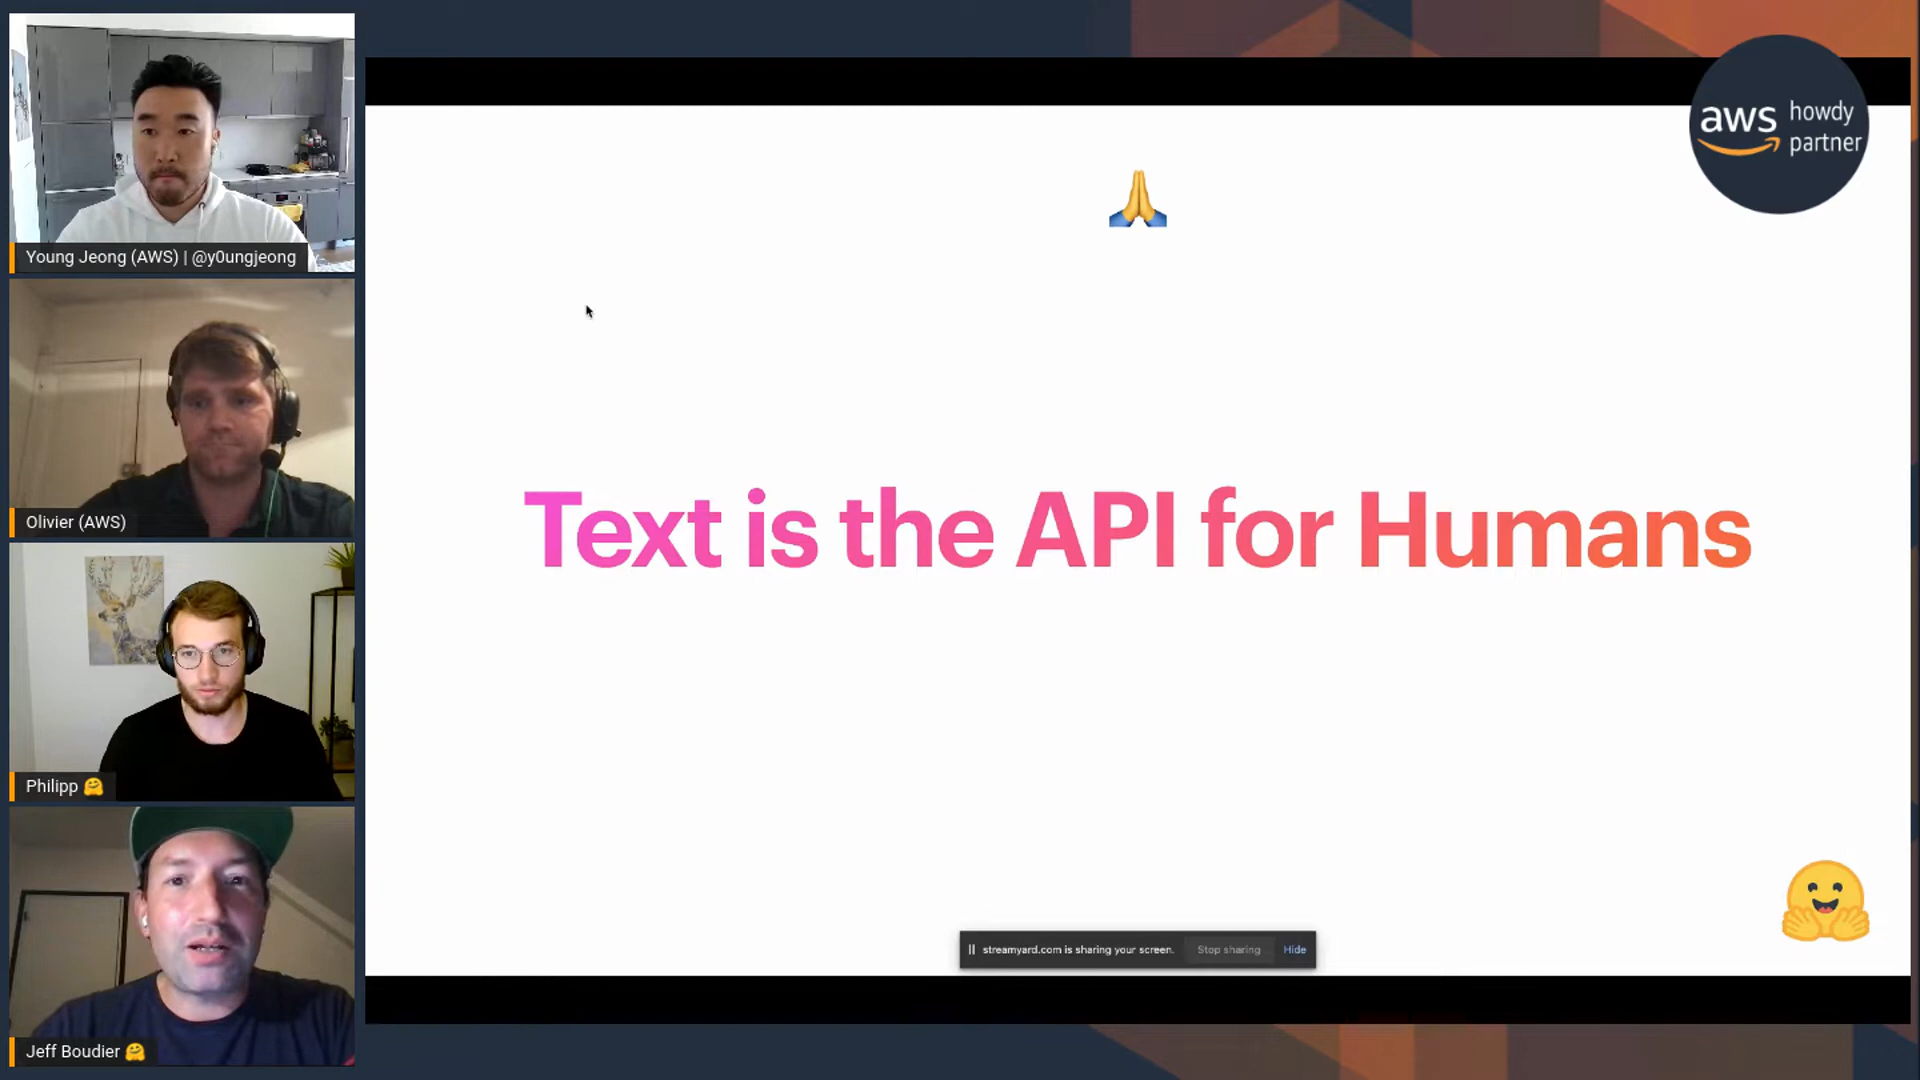 Young Jeong (AWS) | @y0ungjeong
Olivier (AWS)
Philipp 🤗
Jeff Boudier 🤗
aws howdy
partner
🙏
Text is the API for Humans
streamyard.com is sharing your screen. Stop sharing Hide